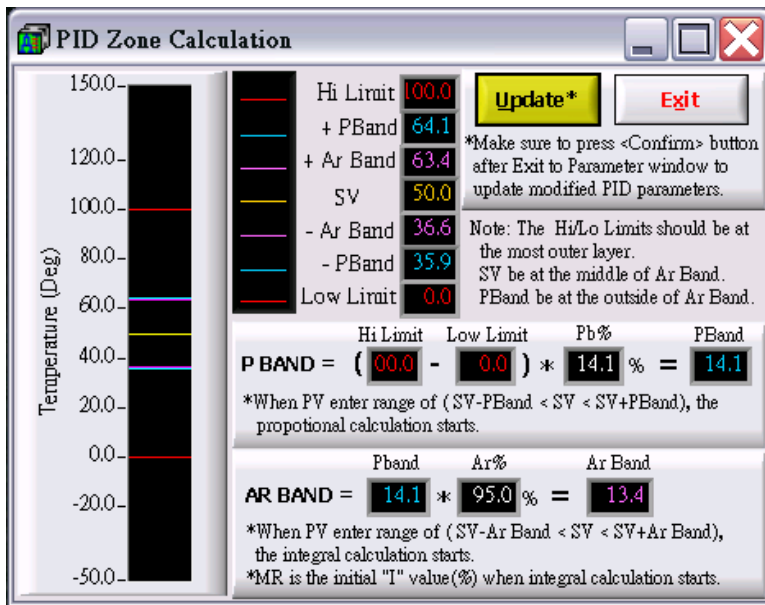 PID Zone Calculation
150.0
120.0
100.0
80.0
60.0
40.0
20.0
0.0
-20.0
-50.0
Temperature (Deg)
Hi Limit 100.0
+ PBand 64.1
+ Ar Band 63.4
SV 50.0
- Ar Band 36.6
- PBand 35.9
Low Limit 0.0
Update*
Exit
*Make sure to press <Confirm> button
after Exit to Parameter window to
update modified PID parameters.
Note: The Hi/Lo Limits should be at
the most outer layer.
SV be at the middle of Ar Band.
PBand be at the outside of Ar Band.
Hi Limit Low Limit Pb% PBand
P BAND = ( 00.0 - 0.0 ) * 14.1 % = 14.1
*When PV enter range of ( SV-PBand < SV < SV+PBand), the
propotional calculation starts.
Pband Ar% Ar Band
AR BAND = 14.1 * 95.0 % = 13.4
*When PV enter range of ( SV-Ar Band < SV < SV+Ar Band),
the integral calculation starts.
*MR is the initial "I" value(%) when integral calculation starts.